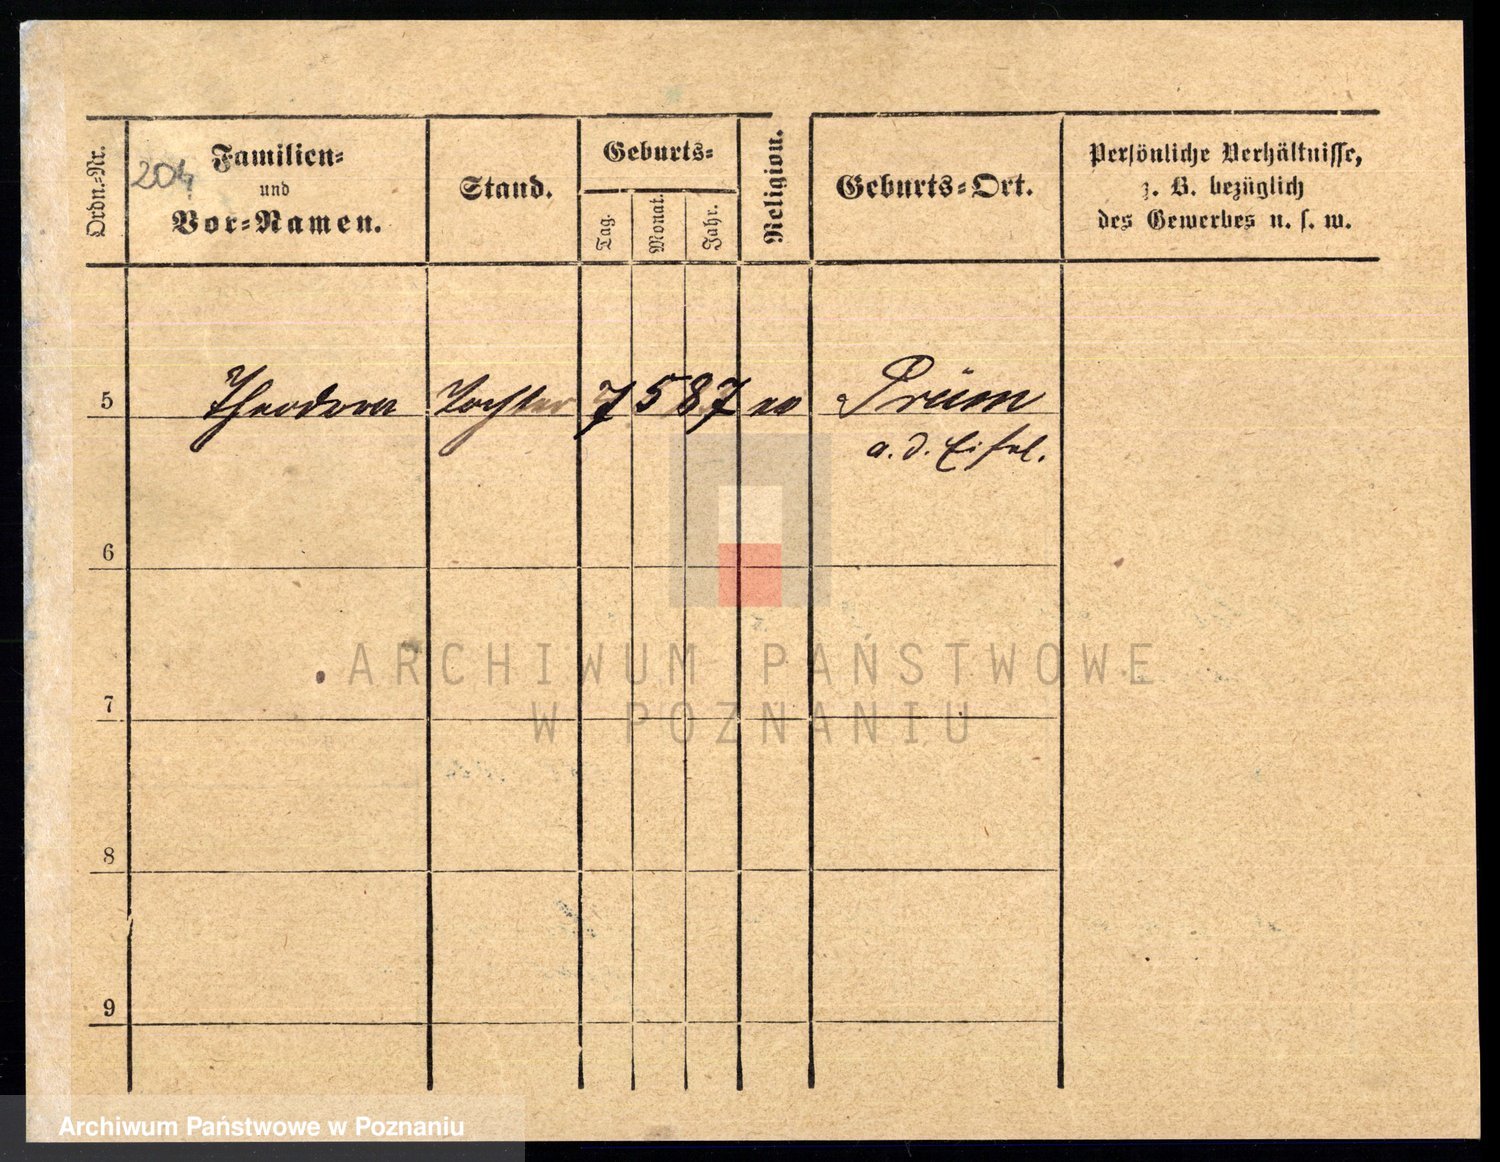 Ordn.-Nr.
204
Familien-
und
Vor-Namen.
Stand.
Geburts-
Tag.
Monat.
Jahr.
Religion.
Geburts-Ort.
Persönliche Verhältnisse,
z. B. bezüglich
des Gewerbes u. s. w.
5 Theodora Tochter 7 5 87 Prüm
a. d. Eifel.
6
7
8
9
ARCHIWUM PAŃSTWOWE
W POZNANIU
Archiwum Państwowe w Poznaniu